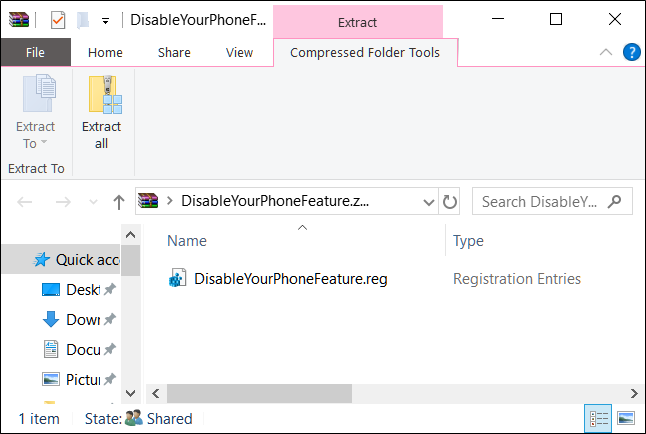 DisableYourPhoneF...
Extract
File
Home
Share
View
Compressed Folder Tools
Extract
To
Extract
all
Extract To
DisableYourPhoneFeature.z...
Search DisableY...
Name
Type
Quick acc
Deskt
Down
Docu
Pictur
DisableYourPhoneFeature.reg
Registration Entries
1 item
State:
Shared